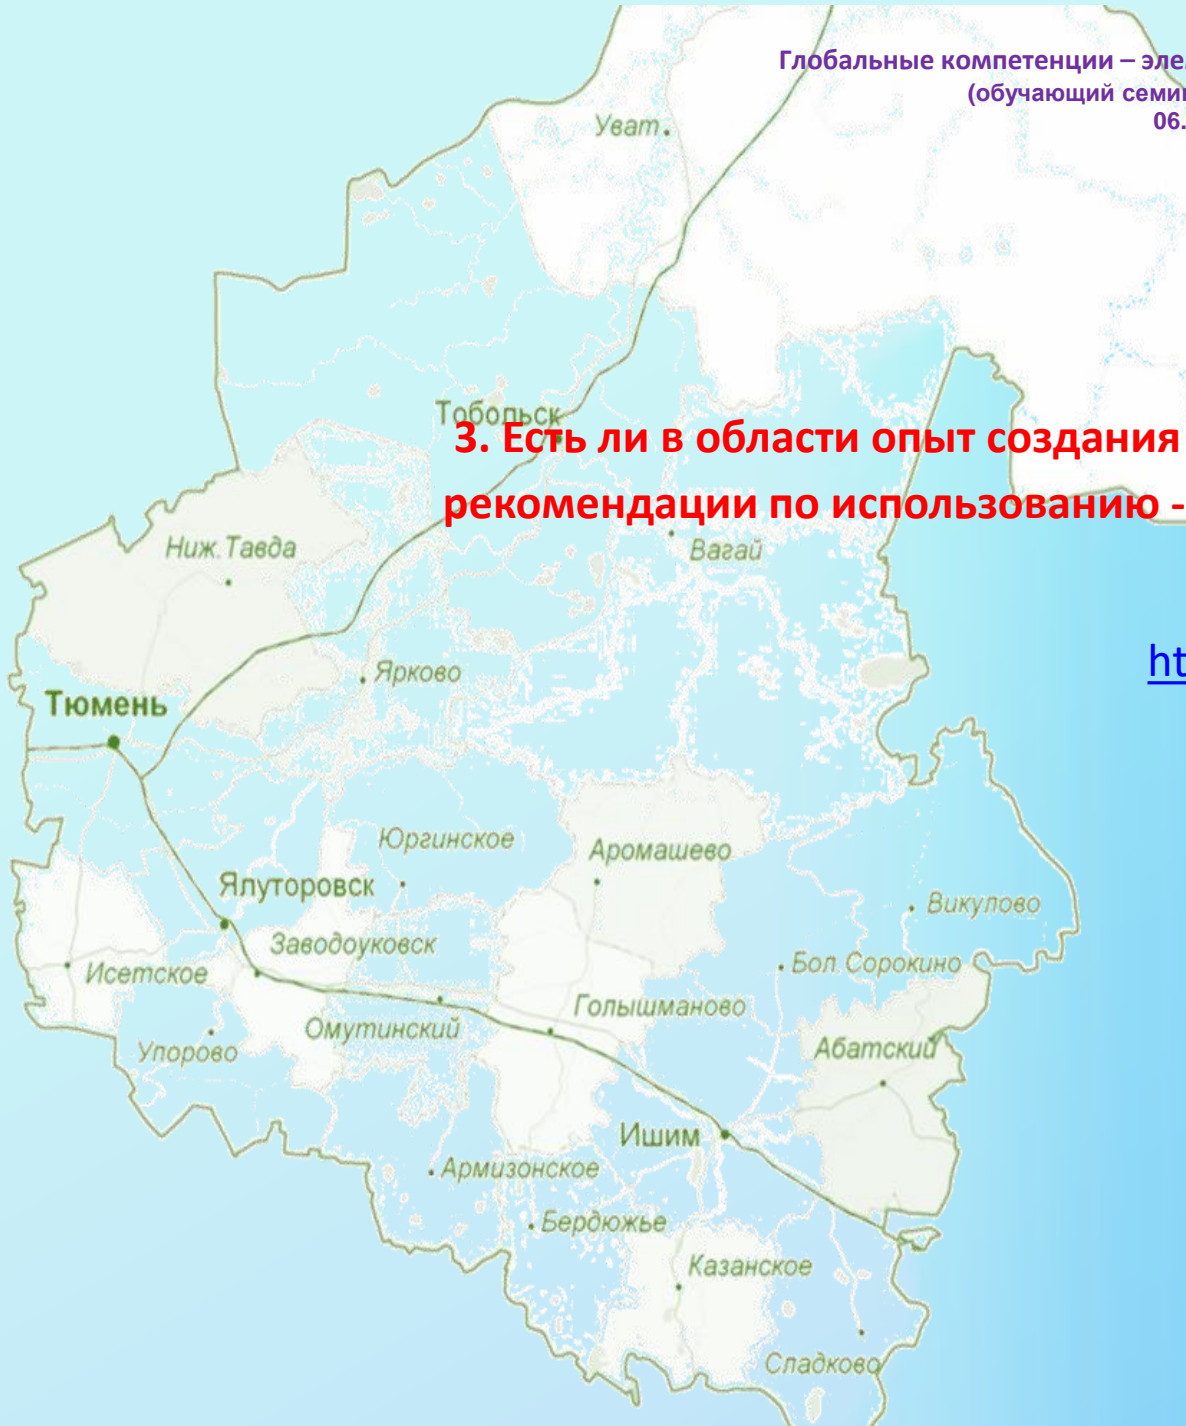 Глобальные компетенции – эле
(обучающий семин
06.
Уват
Тобольск
3. Есть ли в области опыт создания
рекомендации по использованию -
Вагай
Ниж.Тавда
ht
Ярково
Тюмень
Юргинское
Аромашево
Ялуторовск
Викулово
Заводоуковск
Бол.Сорокино
Исетское
Голышманово
Омутинский
Упорово
Абатский
Ишим
Армизонское
Бердюжье
Казанское
Сладково